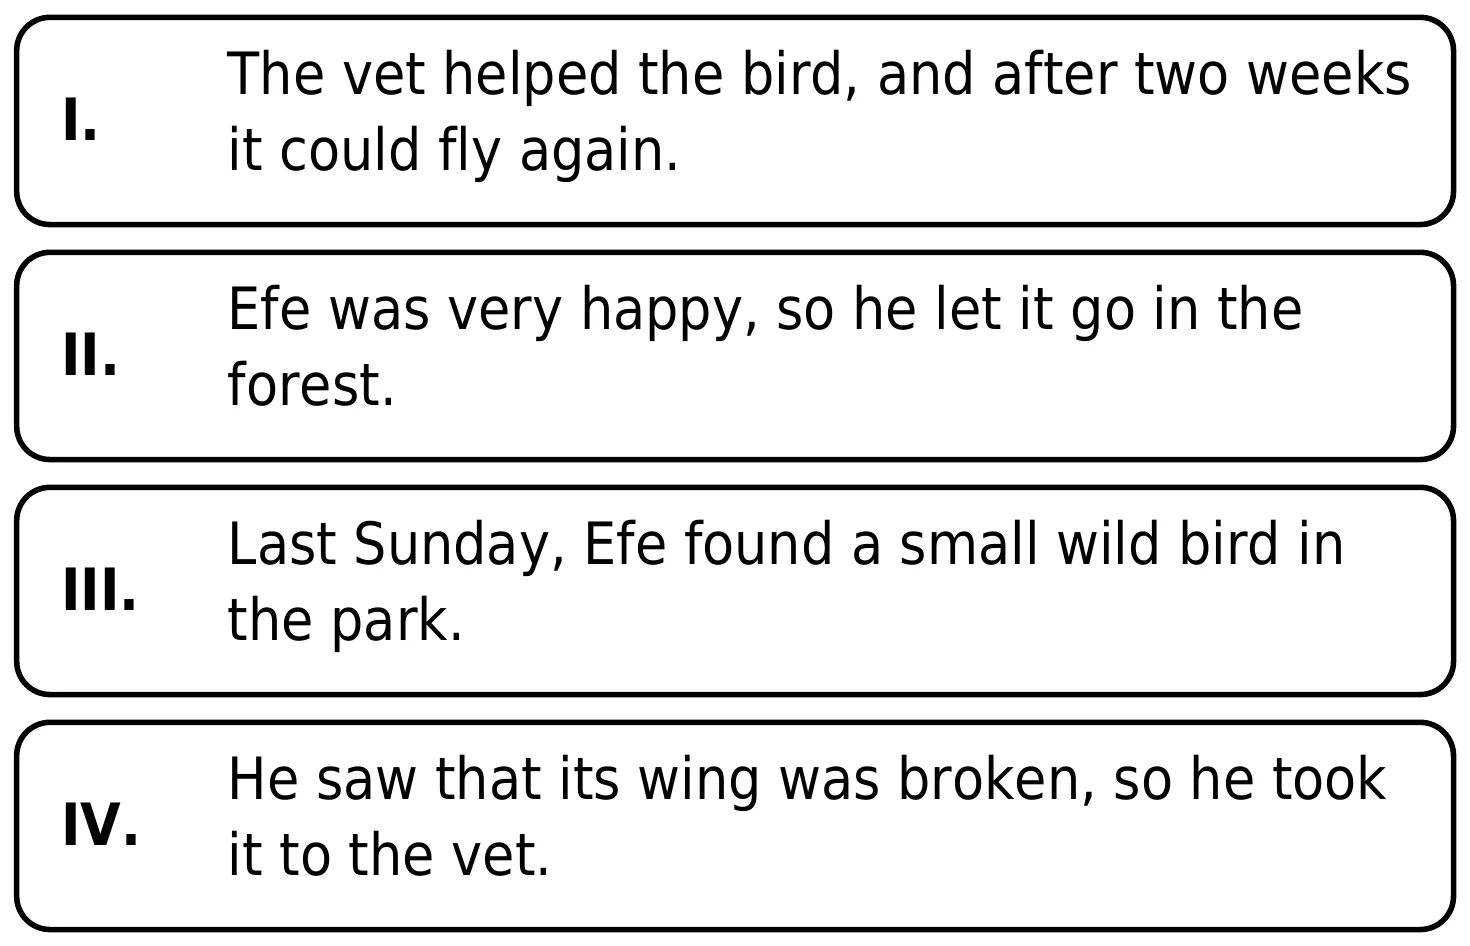 I.
The vet helped the bird, and after two weeks
it could fly again.
II.
Efe was very happy, so he let it go in the
forest.
III.
Last Sunday, Efe found a small wild bird in
the park.
IV.
He saw that its wing was broken, so he took
it to the vet.